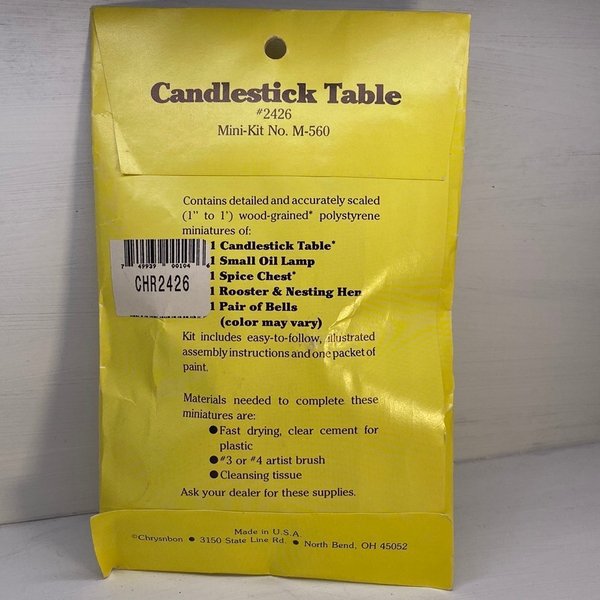 Candlestick Table
#2426
Mini-Kit No. M-560
Contains detailed and accurately scaled
(1" to 1') wood-grained* polystyrene
miniatures of:
1 Candlestick Table*
1 Small Oil Lamp
1 Spice Chest*
1 Rooster & Nesting Hen
1 Pair of Bells
(color may vary)
7 49939 00104 6
CHR2426
Kit includes easy-to-follow, illustrated
assembly instructions and one packet of
paint.
Materials needed to complete these
miniatures are:
● Fast drying, clear cement for
plastic
● #3 or #4 artist brush
● Cleansing tissue
Ask your dealer for these supplies.
Made in U.S.A.
©Chrysnbon ● 3150 State Line Rd. ● North Bend, OH 45052